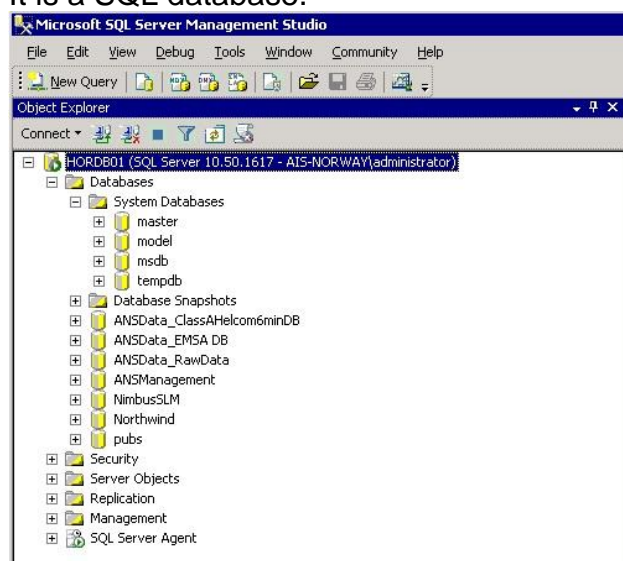 It is a SQL database.
Microsoft SQL Server Management Studio
File Edit View Debug Tools Window Community Help
New Query
Object Explorer
Connect
HORDB01 (SQL Server 10.50.1617 - AIS-NORWAY\administrator)
Databases
System Databases
master
model
msdb
tempdb
Database Snapshots
ANSData_ClassAHelcom6minDB
ANSData_EMSA DB
ANSData_RawData
ANSManagement
NimbusSLM
Northwind
pubs
Security
Server Objects
Replication
Management
SQL Server Agent